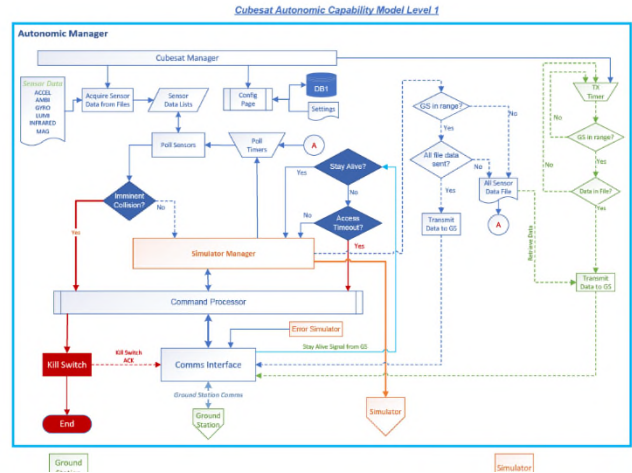 Cubesat Autonomic Capability Model Level 1
Autonomic Manager
Cubesat Manager
Sensor Data
ACCEL
AMBI
GYRO
LUMI
INFRARED
MAG
Acquire Sensor
Data from Files
Sensor
Data Lists
Config
Page
DB1
Settings
TX
Timer
GS in range?
No
Yes
GS in range?
No
Yes
Poll Sensors
Poll
Timers
A
Stay Alive?
Yes
No
All file data
sent?
No
Yes
All Sensor
Data File
A
Data in File?
No
Yes
Imminent
Collision?
No
Yes
Access
Timeout?
No
Yes
Transmit
Data to GS
Retrieve Data
Simulator Manager
Transmit
Data to GS
Command Processor
Error Simulator
Stay Alive Signal from GS
Kill Switch
Kill Switch
ACK
Comms Interface
Ground Station Comms
End
Ground
Station
Simulator
Ground
Station
Simulator